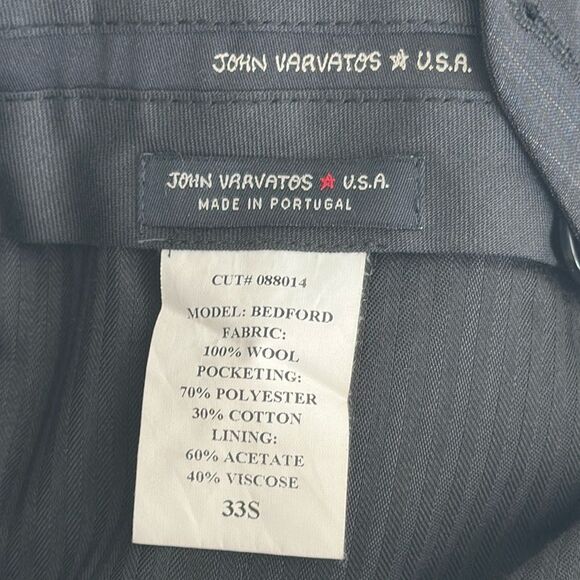 JOHN VARVATOS ☆ U.S.A.
JOHN VARVATOS ☆ U.S.A.
MADE IN PORTUGAL
CUT# 088014
MODEL: BEDFORD
FABRIC:
100% WOOL
POCKETING:
70% POLYESTER
30% COTTON
LINING:
60% ACETATE
40% VISCOSE
33S